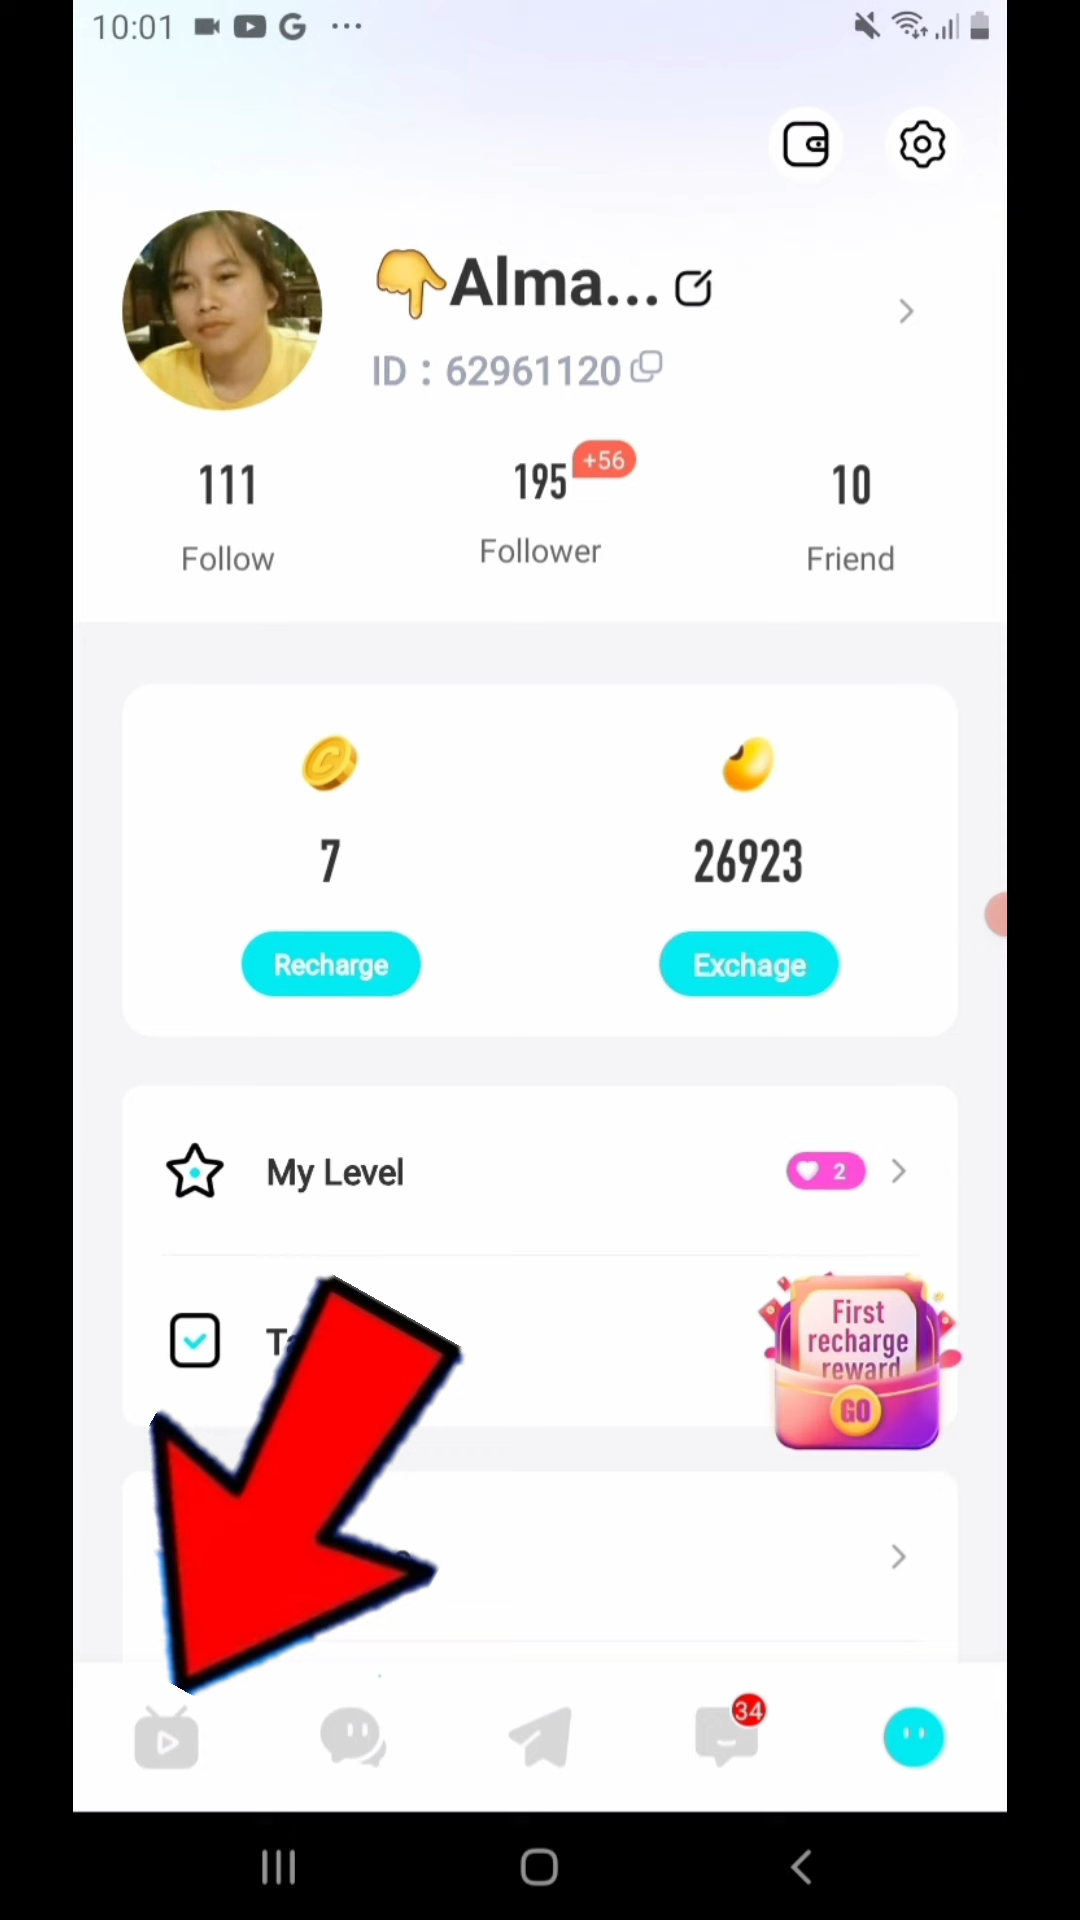 10:01
👇Alma...
ID : 62961120
111
195
+56
10
Follow
Follower
Friend
7
26923
Recharge
Exchage
My Level
2
First
recharge
reward
GO
34